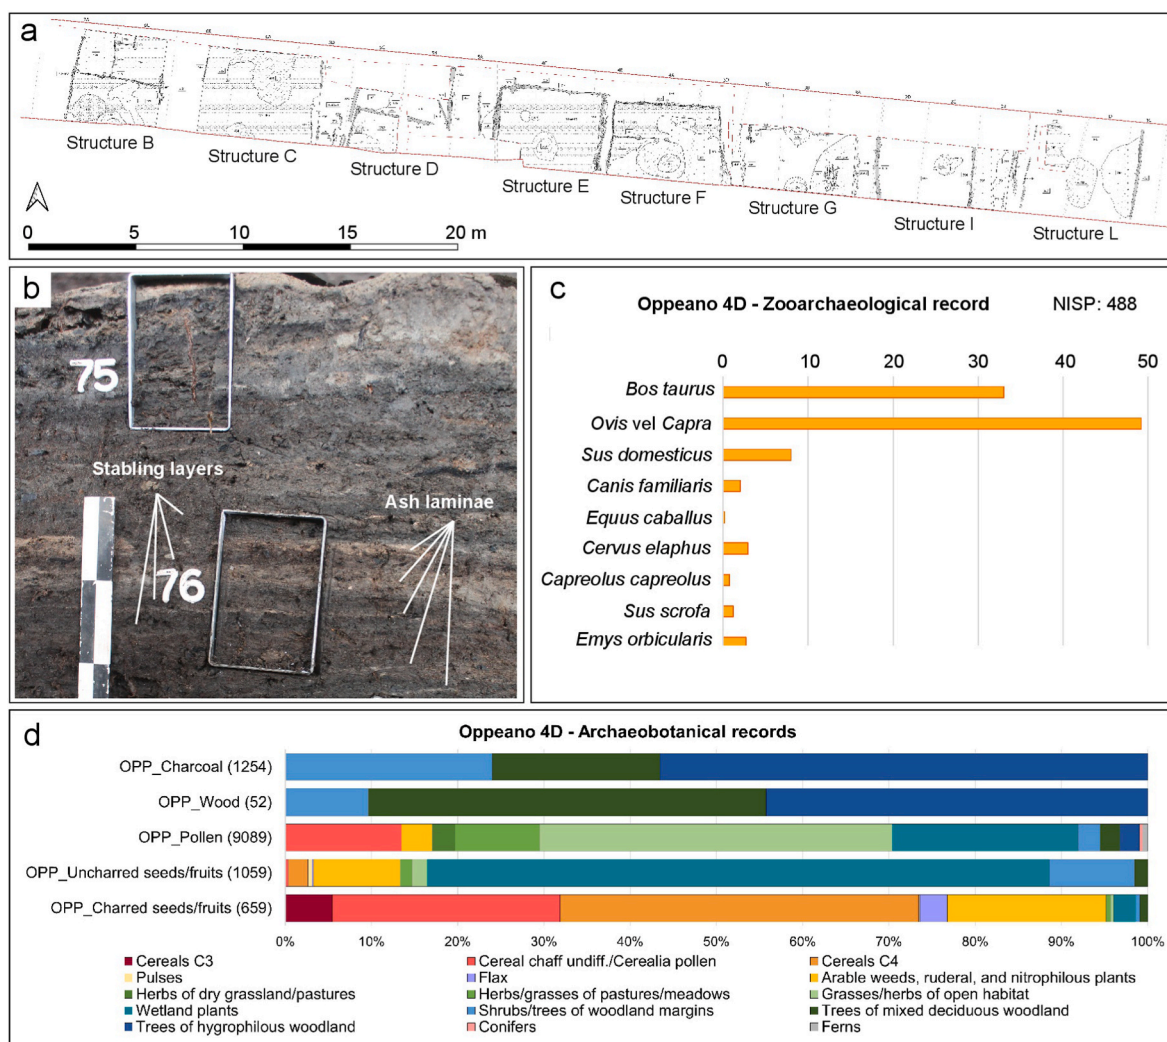 a
Structure B
Structure C
Structure D
Structure E
Structure F
Structure G
Structure I
Structure L
0 5 10 15 20 m
b
75
Stabling layers
Ash laminae
76
c
Oppeano 4D - Zooarchaeological record NISP: 488
0 10 20 30 40 50
Bos taurus
Ovis vel Capra
Sus domesticus
Canis familiaris
Equus caballus
Cervus elaphus
Capreolus capreolus
Sus scrofa
Emys orbicularis
d
Oppeano 4D - Archaeobotanical records
OPP_Charcoal (1254)
OPP_Wood (52)
OPP_Pollen (9089)
OPP_Uncharred seeds/fruits (1059)
OPP_Charred seeds/fruits (659)
0% 10% 20% 30% 40% 50% 60% 70% 80% 90% 100%
Cereals C3 Cereal chaff undiff./Cerealia pollen Cereals C4
Pulses Flax Arable weeds, ruderal, and nitrophilous plants
Herbs of dry grassland/pastures Herbs/grasses of pastures/meadows Grasses/herbs of open habitat
Wetland plants Shrubs/trees of woodland margins Trees of mixed deciduous woodland
Trees of hygrophilous woodland Conifers Ferns